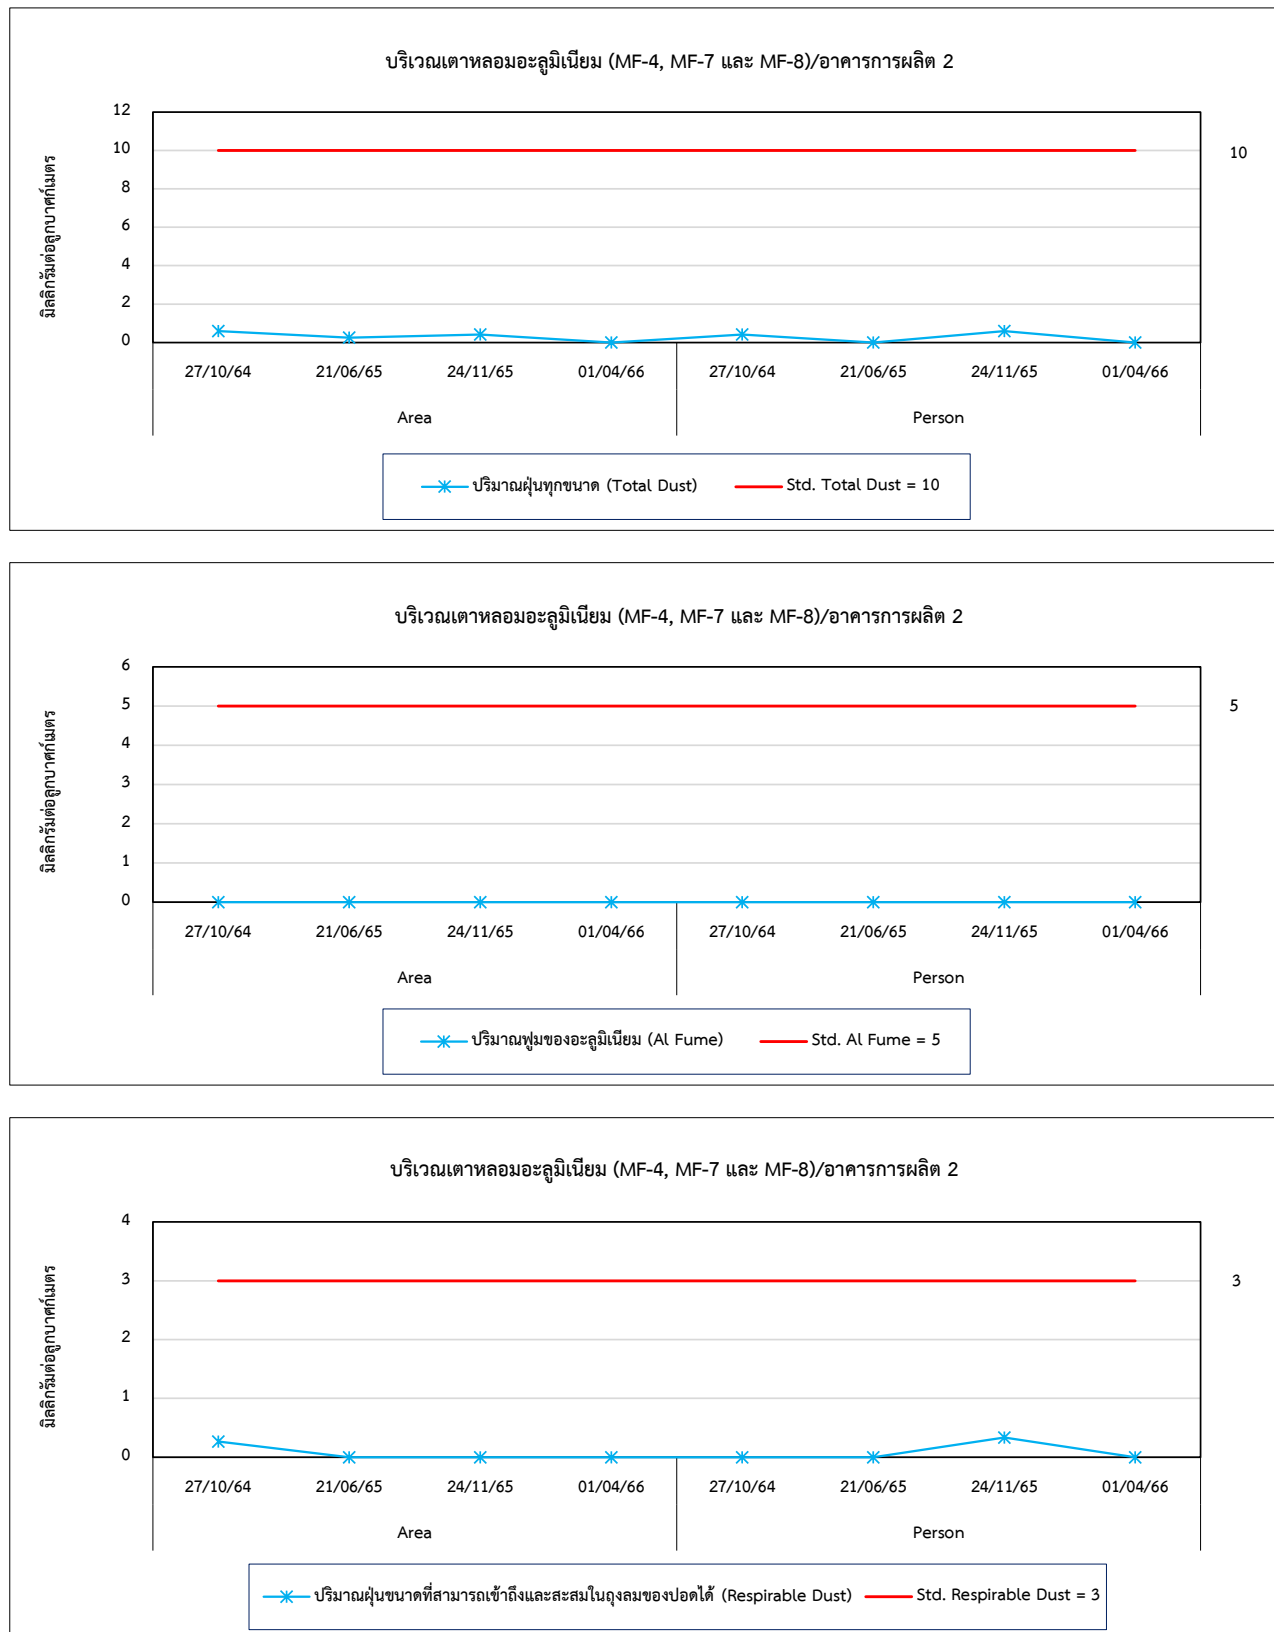 บริเวณเตาหลอมอะลูมิเนียม (MF-4, MF-7 และ MF-8)/อาคารการผลิต 2
มิลลิกรัมต่อลูกบาศก์เมตร
12
10
8
6
4
2
0
10
27/10/64 21/06/65 24/11/65 01/04/66 27/10/64 21/06/65 24/11/65 01/04/66
Area Person
ปริมาณฝุ่นทุกขนาด (Total Dust) Std. Total Dust = 10
บริเวณเตาหลอมอะลูมิเนียม (MF-4, MF-7 และ MF-8)/อาคารการผลิต 2
มิลลิกรัมต่อลูกบาศก์เมตร
6
5
4
3
2
1
0
5
27/10/64 21/06/65 24/11/65 01/04/66 27/10/64 21/06/65 24/11/65 01/04/66
Area Person
ปริมาณฟูมของอะลูมิเนียม (Al Fume) Std. Al Fume = 5
บริเวณเตาหลอมอะลูมิเนียม (MF-4, MF-7 และ MF-8)/อาคารการผลิต 2
มิลลิกรัมต่อลูกบาศก์เมตร
4
3
2
1
0
3
27/10/64 21/06/65 24/11/65 01/04/66 27/10/64 21/06/65 24/11/65 01/04/66
Area Person
ปริมาณฝุ่นขนาดที่สามารถเข้าถึงและสะสมในถุงลมของปอดได้ (Respirable Dust) Std. Respirable Dust = 3